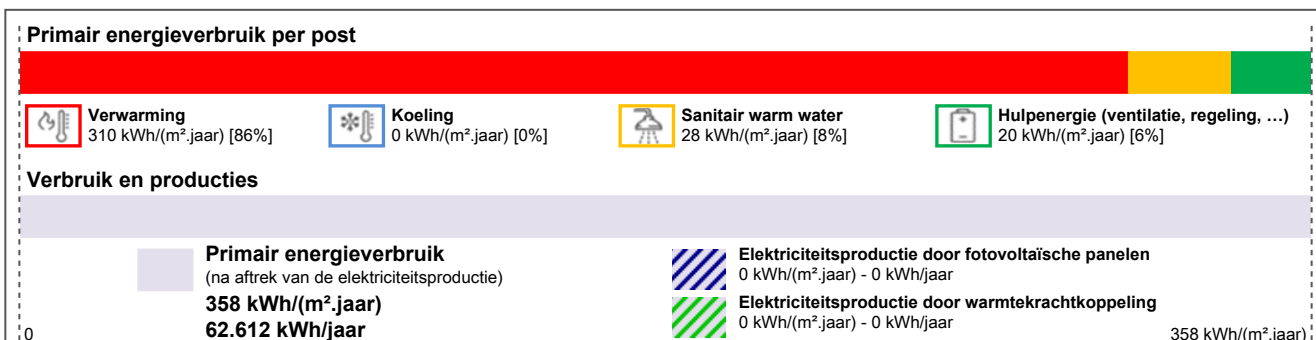 Primair energieverbruik per post
Verwarming
310 kWh/(m².jaar) [86%]
Koeling
0 kWh/(m².jaar) [0%]
Sanitair warm water
28 kWh/(m².jaar) [8%]
Hulpenergie (ventilatie, regeling, …)
20 kWh/(m².jaar) [6%]
Verbruik en producties
Primair energieverbruik
(na aftrek van de elektriciteitsproductie)
358 kWh/(m².jaar)
62.612 kWh/jaar
Elektriciteitsproductie door fotovoltaïsche panelen
0 kWh/(m².jaar) - 0 kWh/jaar
Elektriciteitsproductie door warmtekrachtkoppeling
0 kWh/(m².jaar) - 0 kWh/jaar
0
358 kWh/(m².jaar)